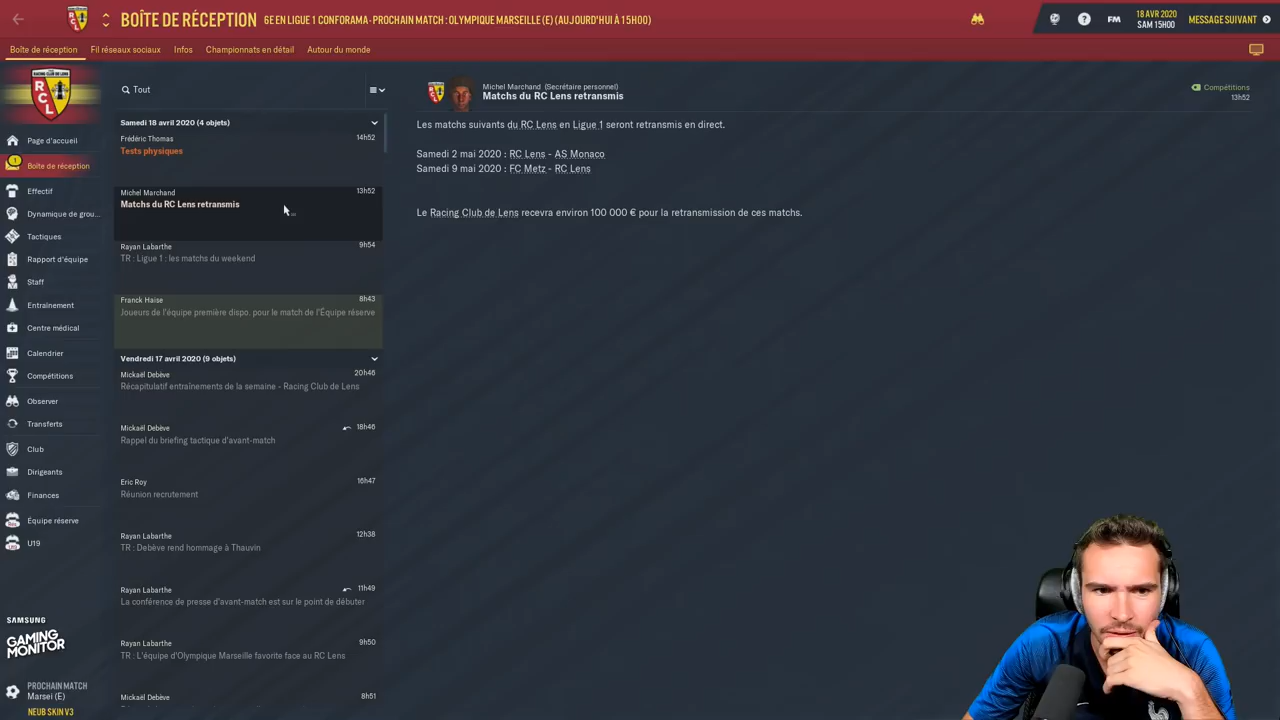 BOÎTE DE RÉCEPTION
6E EN LIGUE 1 CONFORAMA - PROCHAIN MATCH : OLYMPIQUE MARSEILLE (E) (AUJOURD'HUI À 15H00)
FM
18 AVR 2020
SAM 15H00
MESSAGE SUIVANT
Boîte de réception
Fil réseaux sociaux
Infos
Championnats en détail
Autour du monde
RACING CLUB DE LENS
RCL
Page d'accueil
1
Boîte de réception
Effectif
Dynamique de grou...
Tactiques
Rapport d'équipe
Staff
Entraînement
Centre médical
Calendrier
Compétitions
Observer
Transferts
Club
Dirigeants
Finances
Équipe réserve
U19
SAMSUNG
GAMING
MONITOR
PROCHAIN MATCH
Marsei (E)
NEUB SKIN V3
Tout
Samedi 18 avril 2020 (4 objets)
Frédéric Thomas 14h52
Tests physiques
Michel Marchand 13h52
Matchs du RC Lens retransmis
Rayan Labarthe 9h54
TR : Ligue 1 : les matchs du weekend
Franck Haise 8h43
Joueurs de l'équipe première dispo. pour le match de l'Équipe réserve
Vendredi 17 avril 2020 (9 objets)
Mickaël Debève 20h46
Récapitulatif entraînements de la semaine - Racing Club de Lens
Mickaël Debève 18h46
Rappel du briefing tactique d'avant-match
Eric Roy 16h47
Réunion recrutement
Rayan Labarthe 12h38
TR : Debève rend hommage à Thauvin
Rayan Labarthe 11h49
La conférence de presse d'avant-match est sur le point de débuter
Rayan Labarthe 9h50
TR : L'équipe d'Olympique Marseille favorite face au RC Lens
Mickaël Debève 8h51
Michel Marchand (Secrétaire personnel)
Matchs du RC Lens retransmis
Compétitions
13h52
Les matchs suivants du RC Lens en Ligue 1 seront retransmis en direct.
Samedi 2 mai 2020 : RC Lens - AS Monaco
Samedi 9 mai 2020 : FC Metz - RC Lens
Le Racing Club de Lens recevra environ 100 000 € pour la retransmission de ces matchs.